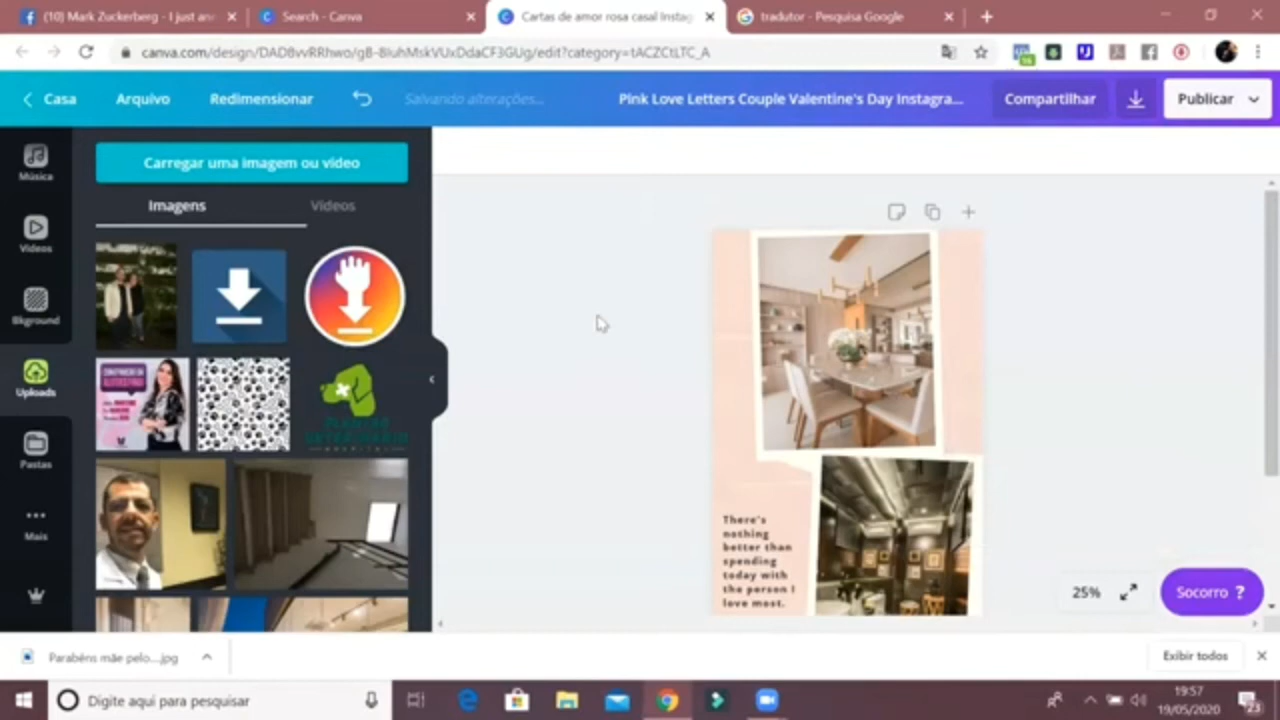 (10) Mark Zuckerberg - I just ann
Search - Canva
Cartas de amor rosa casal Instag
tradutor - Pesquisa Google
canva.com/design/DADBvvRRhwo/gB-BIuhMskVUxDdaCF3GUg/edit?category=tACZCtLTC_A
Casa
Arquivo
Redimensionar
Salvando alterações...
Pink Love Letters Couple Valentine's Day Instagra...
Compartilhar
Publicar
Carregar uma imagem ou vídeo
Imagens
Vídeos
Música
Vídeos
Bkground
Uploads
Pastas
Mais
There's
nothing
better than
spending
today with
the person I
love most.
25%
Socorro ?
Parabéns mãe pelo....jpg
Exibir todos
Digite aqui para pesquisar
19:57
19/05/2020
23